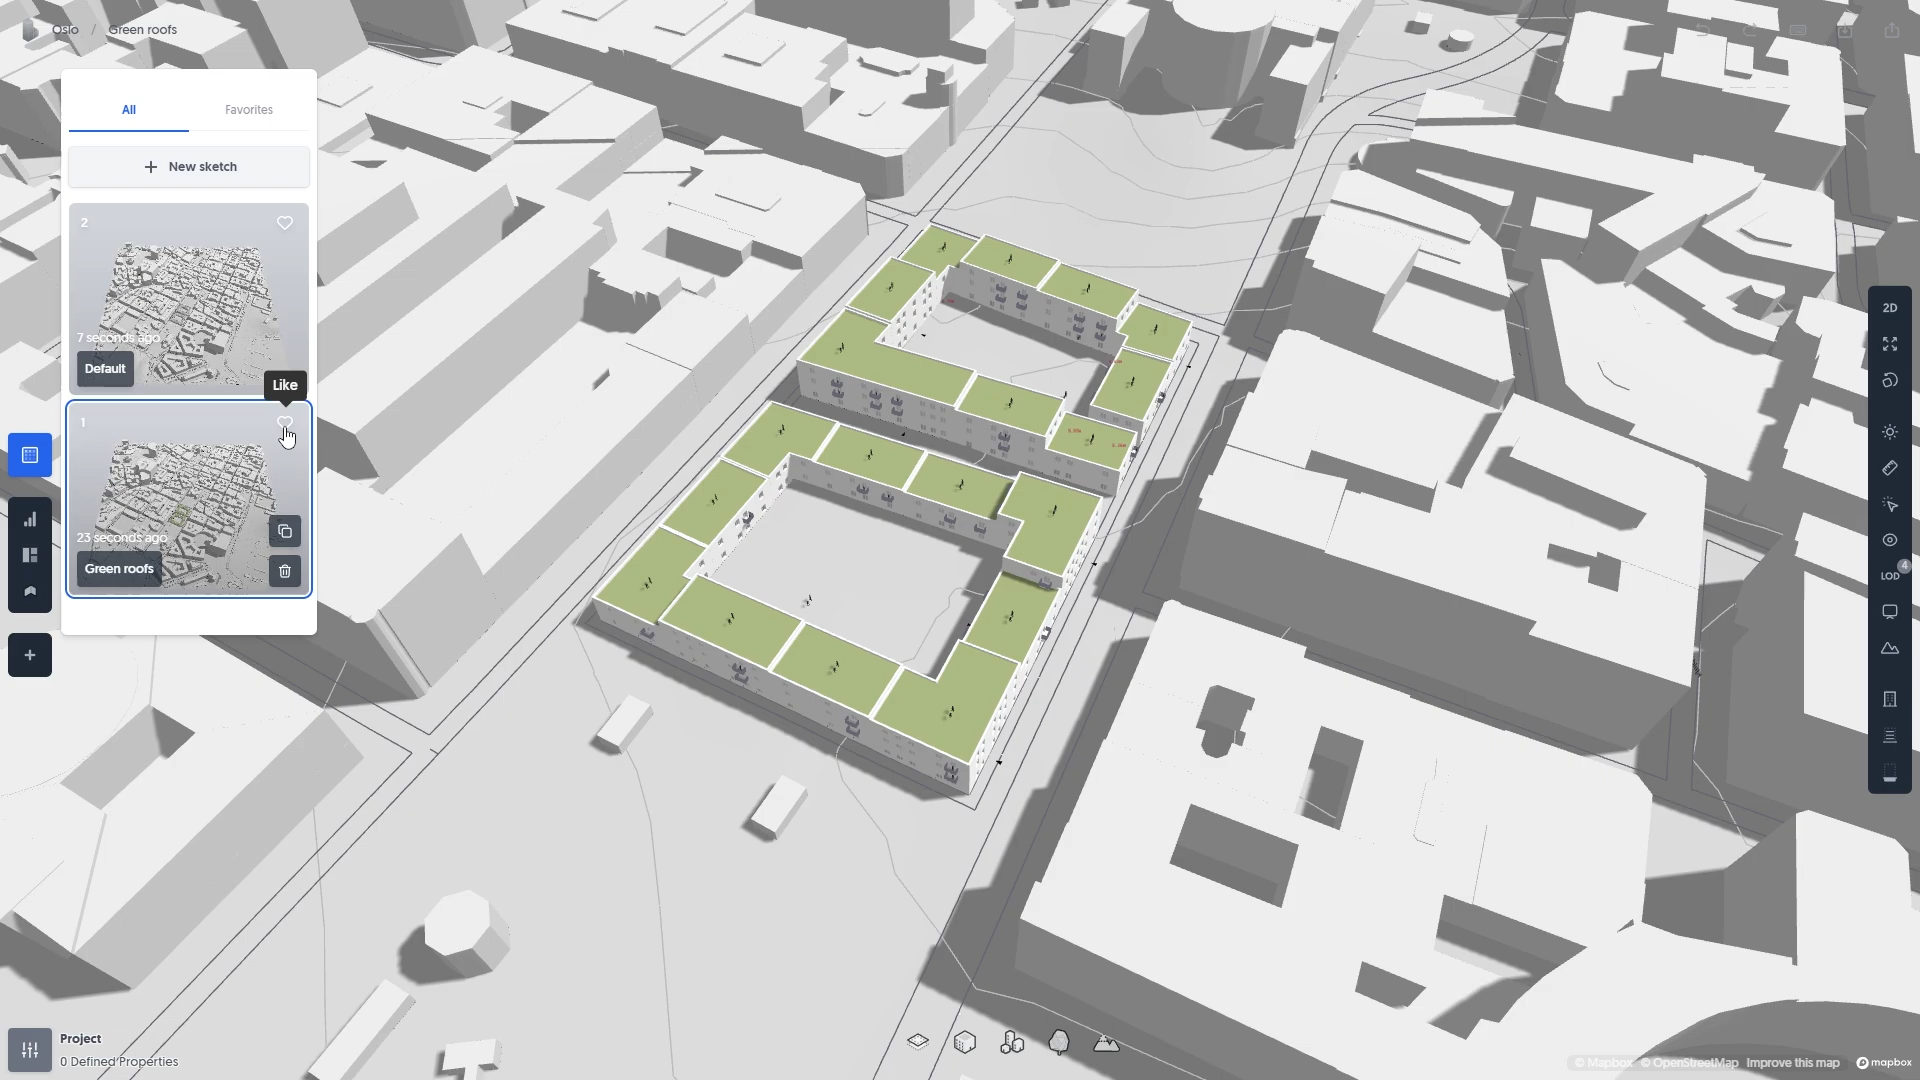 Oslo / Green roofs
All
Favorites
New sketch
2
7 seconds ago
Default
Like
1
23 seconds ago
Green roofs
2D
4
LOD
Project
0 Defined Properties
© Mapbox © OpenStreetMap Improve this map
mapbox